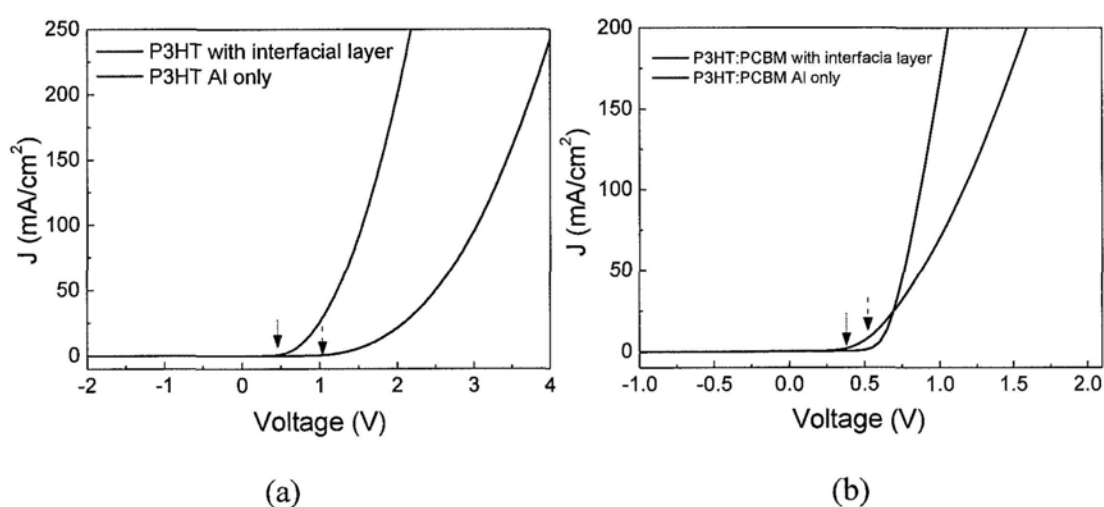 250
200
150
100
50
0
J (mA/cm²)
P3HT with interfacial layer
P3HT Al only
-2 -1 0 1 2 3 4
Voltage (V)
(a)
200
150
100
50
0
J (mA/cm²)
P3HT:PCBM with interfacia layer
P3HT:PCBM Al only
-1.0 -0.5 0.0 0.5 1.0 1.5 2.0
Voltage (V)
(b)